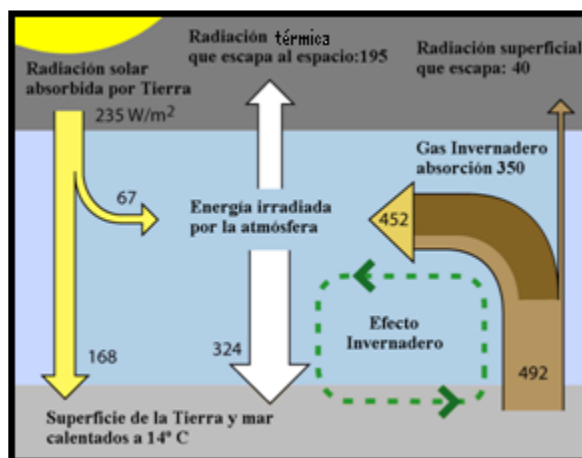 Radiación térmica
que escapa al espacio:195
Radiación superficial
que escapa: 40
Radiación solar
absorbida por Tierra
235 W/m²
Gas Invernadero
absorción 350
67
Energía irradiada
por la atmósfera
452
Efecto
Invernadero
168
324
492
Superficie de la Tierra y mar
calentados a 14º C